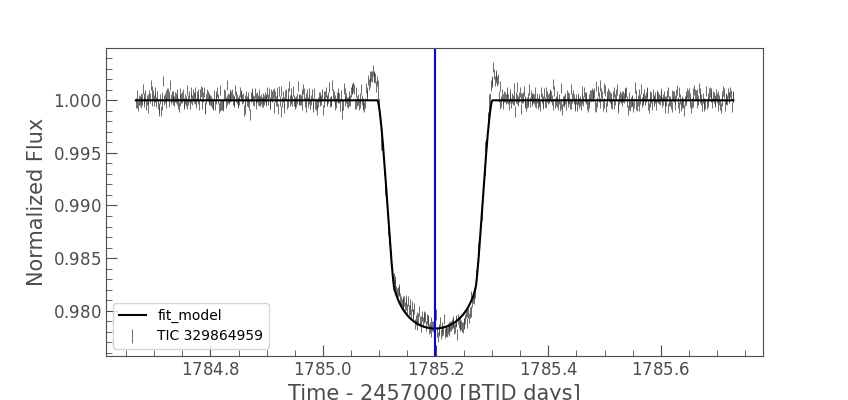 1.000
0.995
0.990
0.985
0.980
Normalized Flux
fit_model
TIC 329864959
1784.8 1785.0 1785.2 1785.4 1785.6
Time - 2457000 [BTJD days]